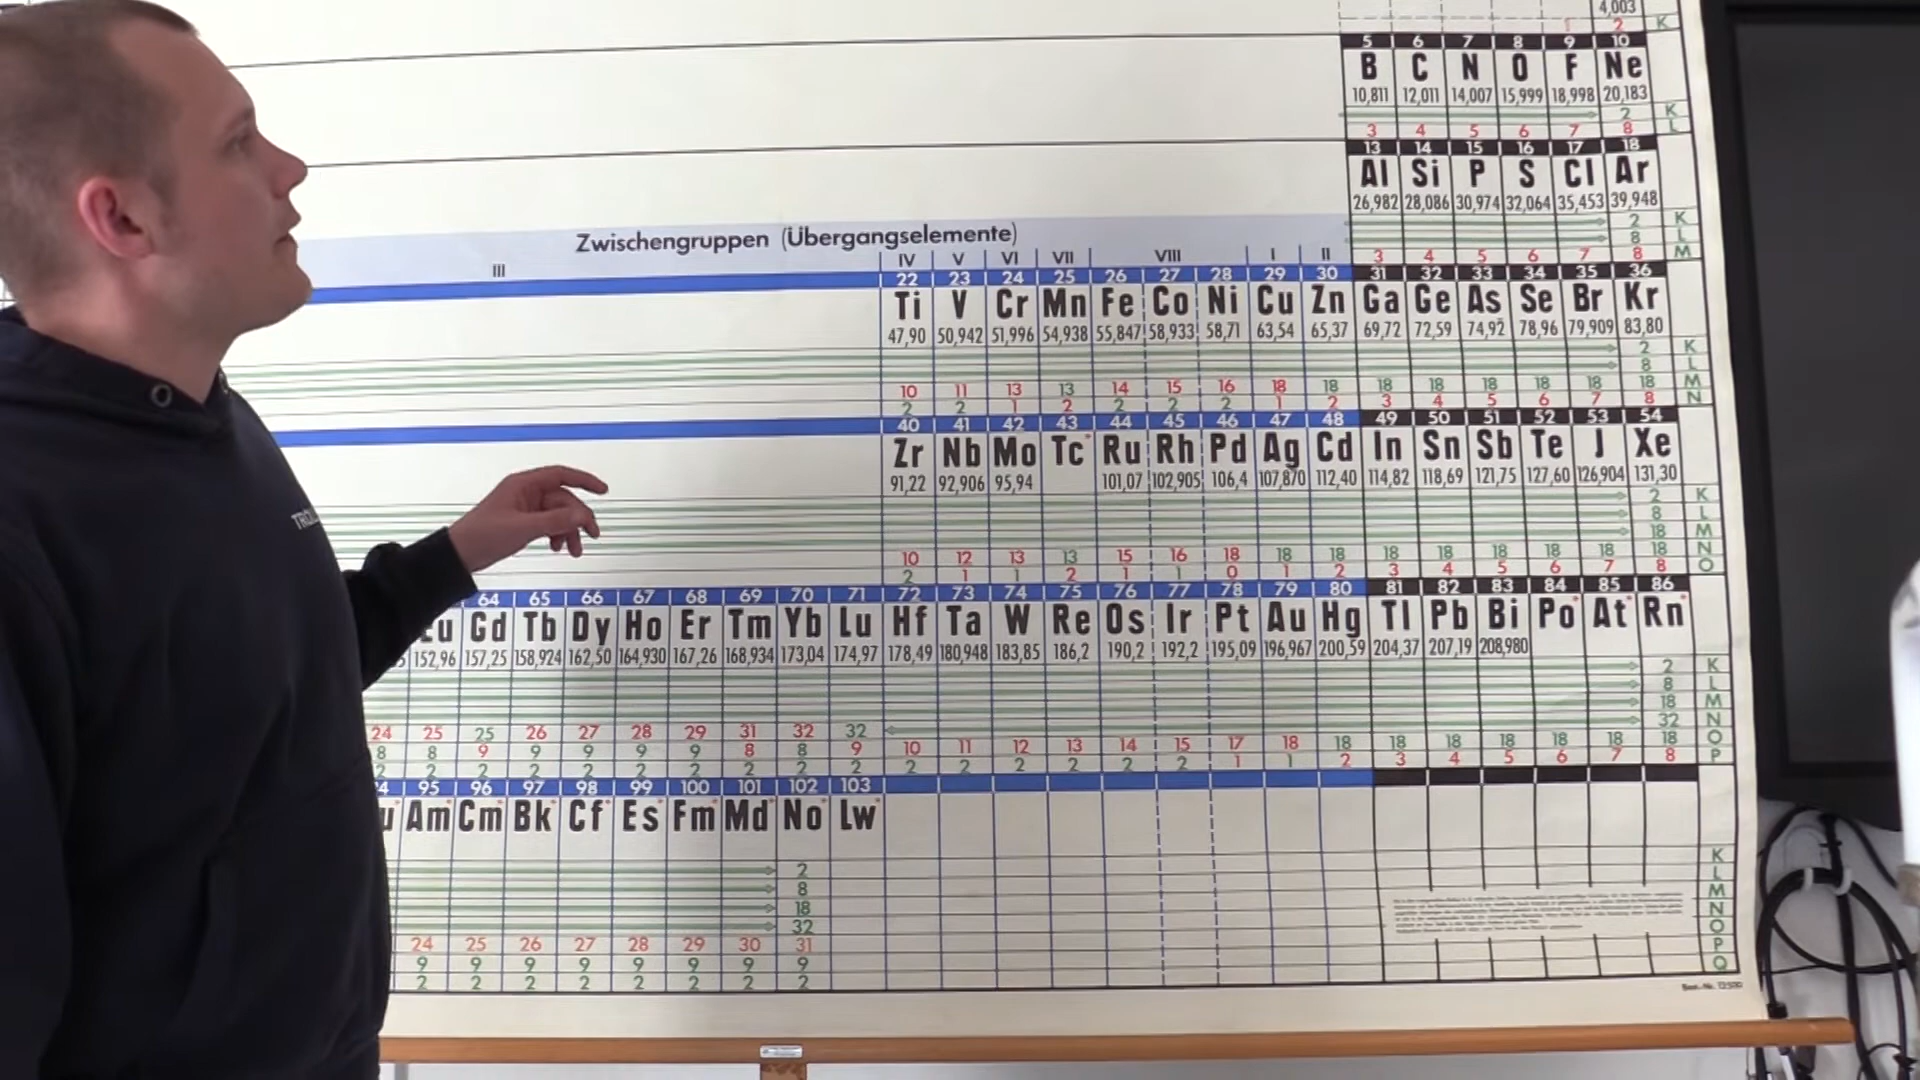 4,003
1 2 K
5 6 7 8 9 10
B C N O F Ne
10,811 12,011 14,007 15,999 18,998 20,183
2 K
3 4 5 6 7 8 L
13 14 15 16 17 18
Al Si P S Cl Ar
26,982 28,086 30,974 32,064 35,453 39,948
2 K
8 L
3 4 5 6 7 8 M
Zwischengruppen (Übergangselemente)
III IV V VI VII VIII I II
22 23 24 25 26 27 28 29 30 31 32 33 34 35 36
Ti V Cr Mn Fe Co Ni Cu Zn Ga Ge As Se Br Kr
47,90 50,942 51,996 54,938 55,847 58,933 58,71 63,54 65,37 69,72 72,59 74,92 78,96 79,909 83,80
2 K
8 L
10 11 13 13 14 15 16 18 18 18 18 18 18 18 18 M
2 2 1 2 2 2 2 1 2 3 4 5 6 7 8 N
40 41 42 43 44 45 46 47 48 49 50 51 52 53 54
Zr Nb Mo Tc* Ru Rh Pd Ag Cd In Sn Sb Te J Xe
91,22 92,906 95,94 101,07 102,905 106,4 107,870 112,40 114,82 118,69 121,75 127,60 126,904 131,30
2 K
8 L
18 M
10 12 13 13 15 16 18 18 18 18 18 18 18 18 18 N
2 1 1 2 1 1 0 1 2 3 4 5 6 7 8 O
64 65 66 67 68 69 70 71 72 73 74 75 76 77 78 79 80 81 82 83 84 85 86
Eu Gd Tb Dy Ho Er Tm Yb Lu Hf Ta W Re Os Ir Pt Au Hg Tl Pb Bi Po* At* Rn*
152,96 157,25 158,924 162,50 164,930 167,26 168,934 173,04 174,97 178,49 180,948 183,85 186,2 190,2 192,2 195,09 196,967 200,59 204,37 207,19 208,980
2 K
8 L
18 M
24 25 25 26 27 28 29 31 32 32 32 N
8 8 9 9 9 9 9 8 8 9 10 11 12 13 14 15 17 18 18 18 18 18 18 18 18 O
2 2 2 2 2 2 2 2 2 2 2 2 2 2 2 2 1 1 2 3 4 5 6 7 8 P
95 96 97 98 99 100 101 102 103
Am* Cm* Bk* Cf* Es* Fm* Md* No* Lw*
2 K
8 L
18 M
32 N
24 25 26 27 28 29 30 31 O
9 9 9 9 9 9 9 9 P
2 2 2 2 2 2 2 2 Q